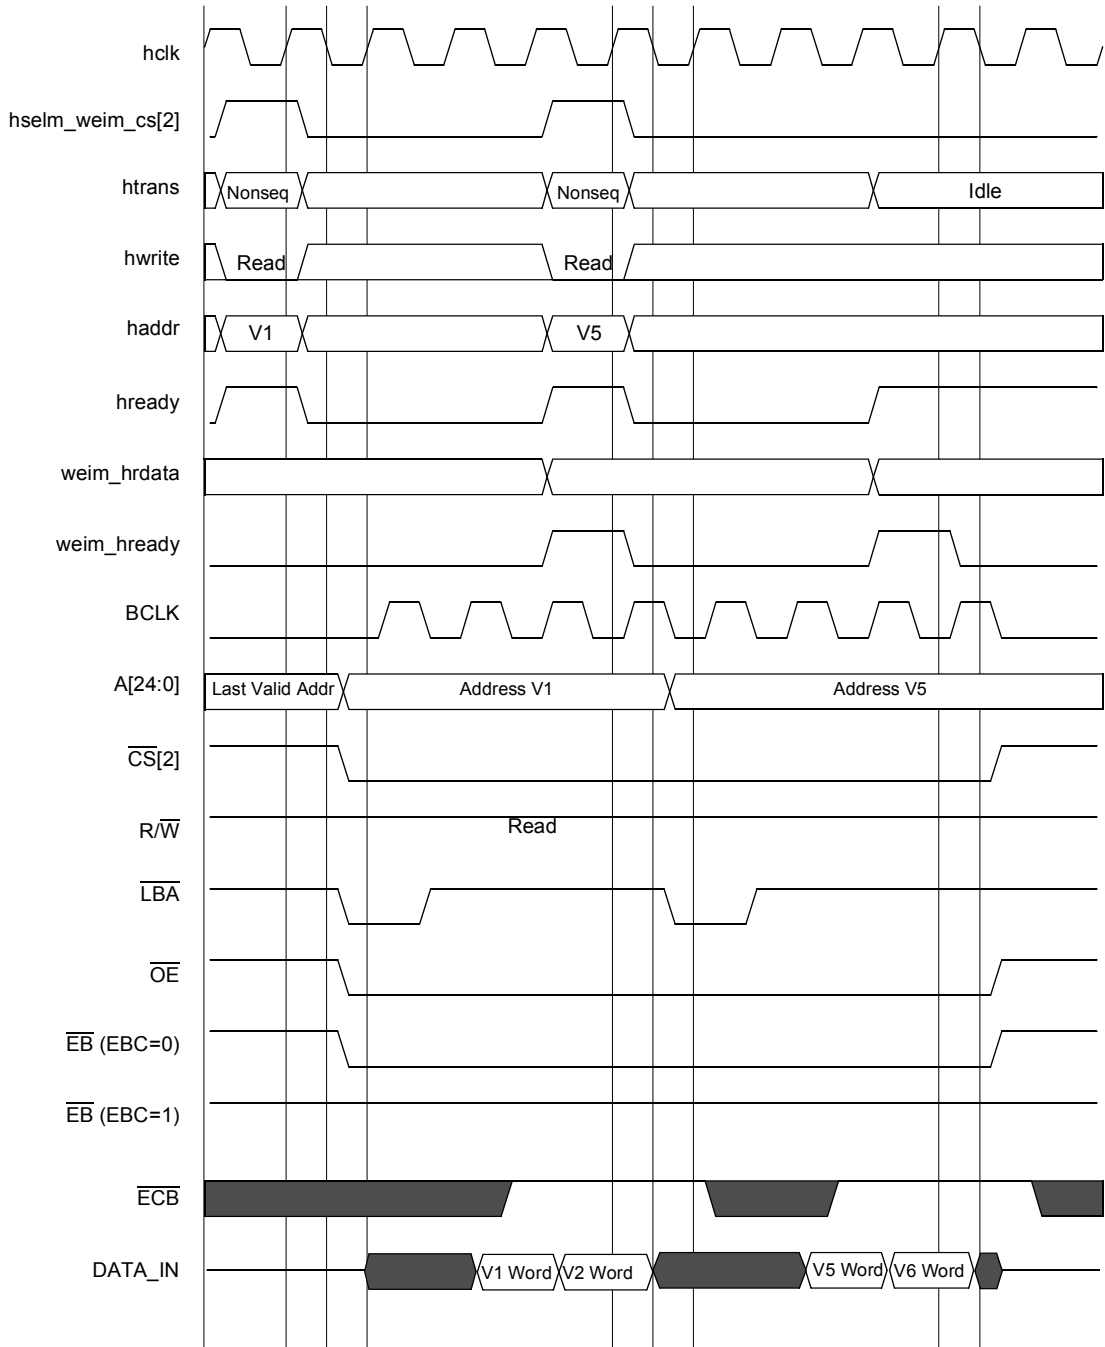 hclk
hselm_weim_cs[2]
htrans Nonseq Nonseq Idle
hwrite Read Read
haddr V1 V5
hready
weim_hrdata
weim_hready
BCLK
A[24:0] Last Valid Addr Address V1 Address V5
CS[2]
R/W Read
LBA
OE
EB (EBC=0)
EB (EBC=1)
ECB
DATA_IN V1 Word V2 Word V5 Word V6 Word